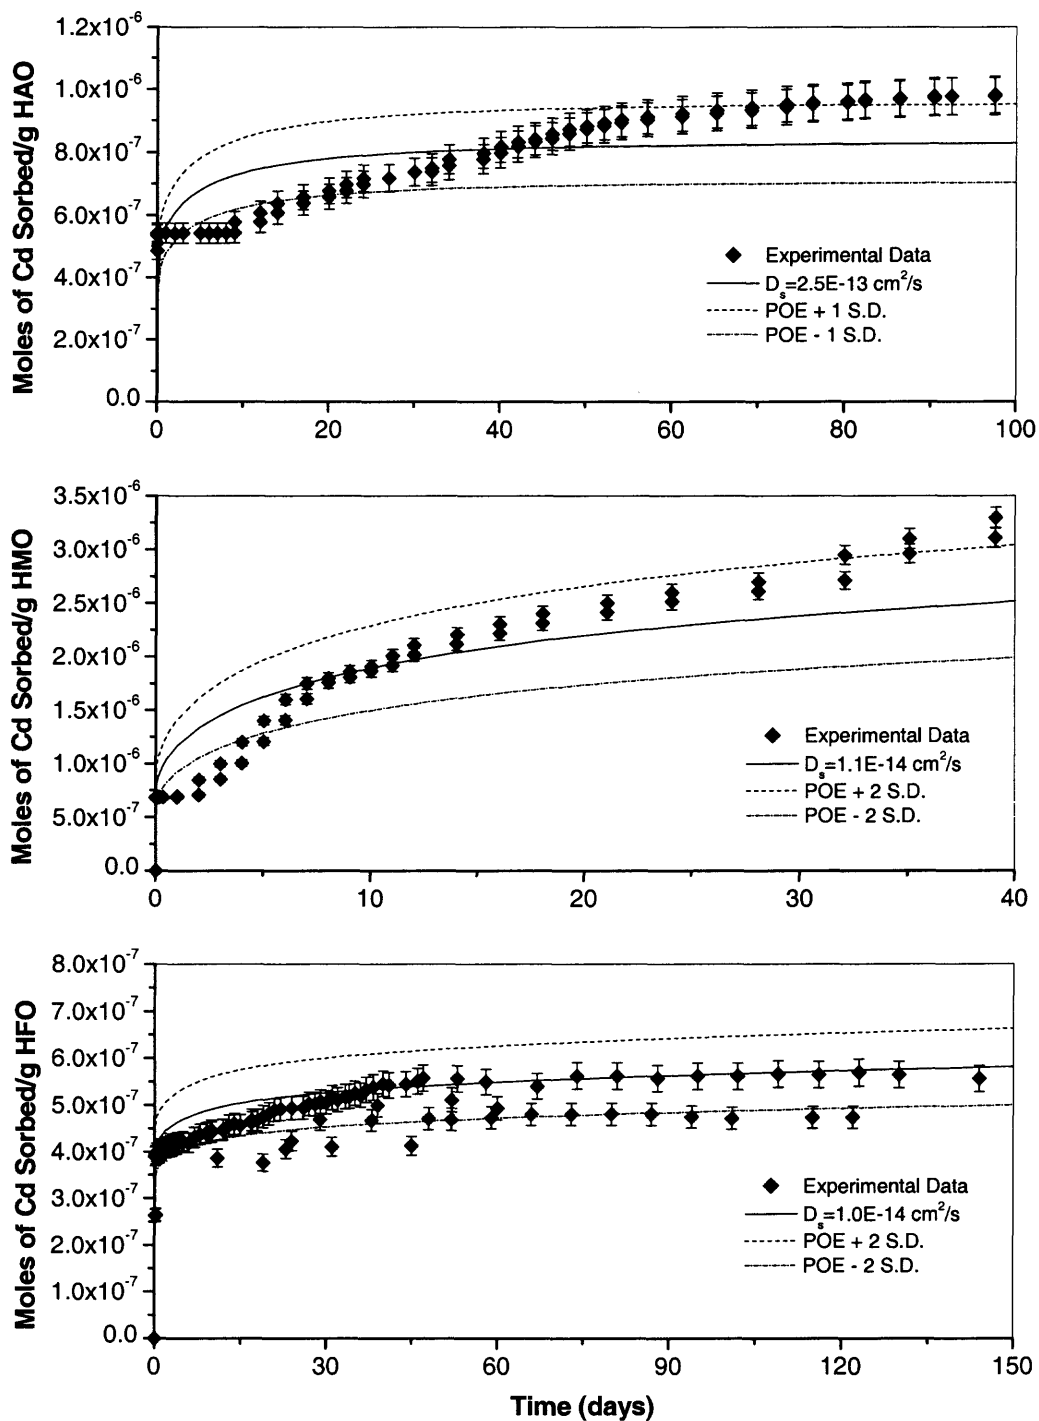 Moles of Cd Sorbed/g HAO
1.2x10⁻⁶
1.0x10⁻⁶
8.0x10⁻⁷
6.0x10⁻⁷
4.0x10⁻⁷
2.0x10⁻⁷
0.0
Experimental Data
Dₛ=2.5E-13 cm²/s
POE + 1 S.D.
POE - 1 S.D.
0 20 40 60 80 100
Moles of Cd Sorbed/g HMO
3.5x10⁻⁶
3.0x10⁻⁶
2.5x10⁻⁶
2.0x10⁻⁶
1.5x10⁻⁶
1.0x10⁻⁶
5.0x10⁻⁷
0.0
Experimental Data
Dₛ=1.1E-14 cm²/s
POE + 2 S.D.
POE - 2 S.D.
0 10 20 30 40
Moles of Cd Sorbed/g HFO
8.0x10⁻⁷
7.0x10⁻⁷
6.0x10⁻⁷
5.0x10⁻⁷
4.0x10⁻⁷
3.0x10⁻⁷
2.0x10⁻⁷
1.0x10⁻⁷
0.0
Experimental Data
Dₛ=1.0E-14 cm²/s
POE + 2 S.D.
POE - 2 S.D.
0 30 60 90 120 150
Time (days)